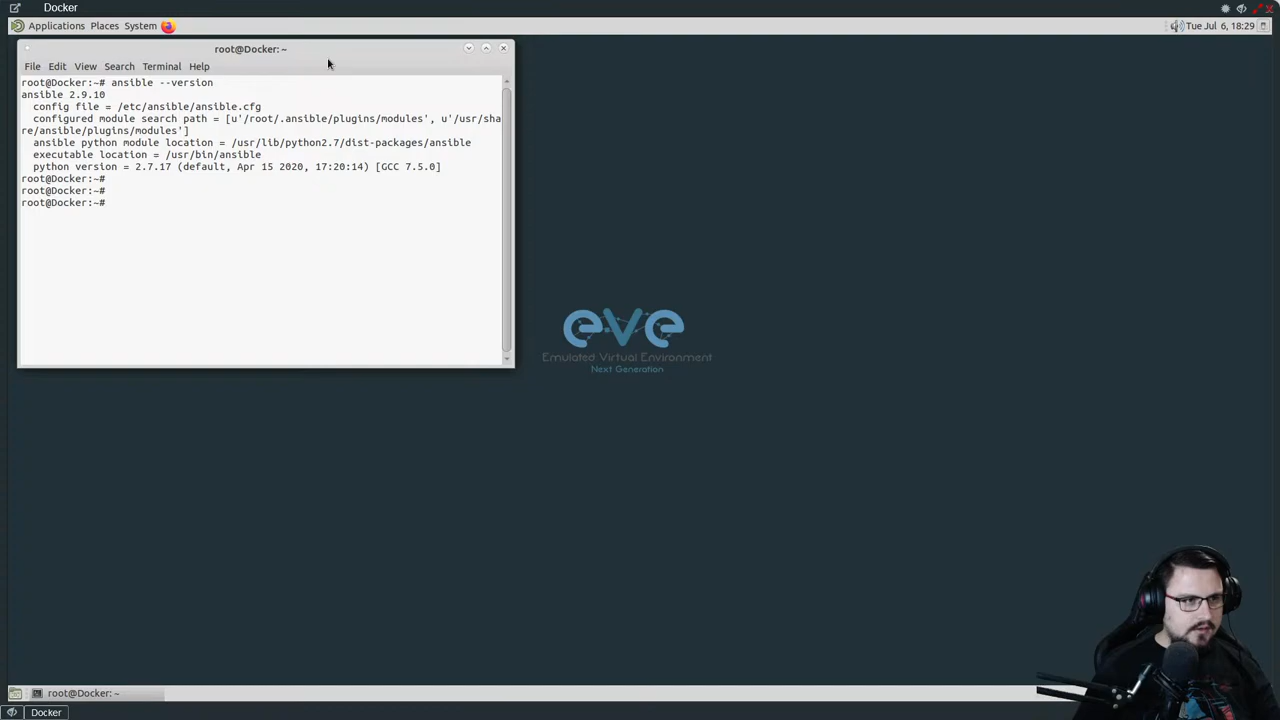 Docker
Applications Places System
Tue Jul 6, 18:29
root@Docker: ~
File Edit View Search Terminal Help
root@Docker:~# ansible --version
ansible 2.9.10
config file = /etc/ansible/ansible.cfg
configured module search path = [u'/root/.ansible/plugins/modules', u'/usr/sha
re/ansible/plugins/modules']
ansible python module location = /usr/lib/python2.7/dist-packages/ansible
executable location = /usr/bin/ansible
python version = 2.7.17 (default, Apr 15 2020, 17:20:14) [GCC 7.5.0]
root@Docker:~#
root@Docker:~#
root@Docker:~#
eve
Emulated Virtual Environment
Next Generation
root@Docker: ~
Docker